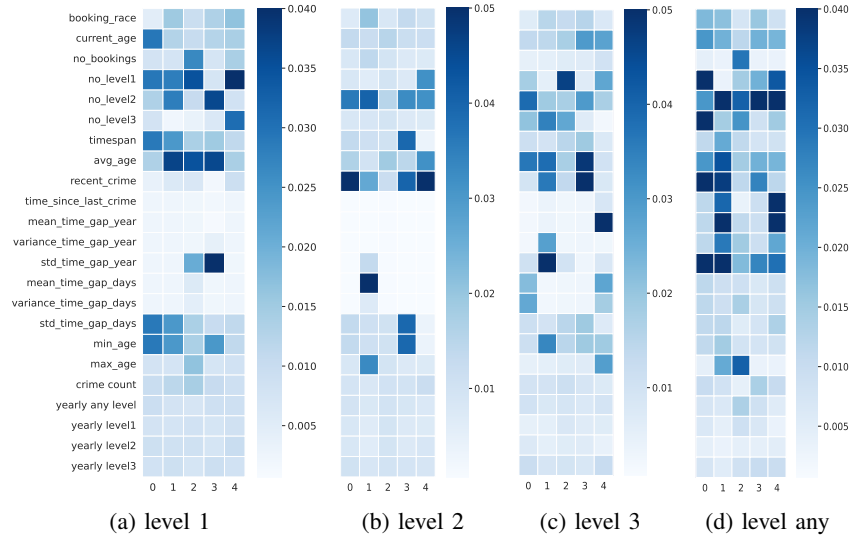 booking_race
current_age
no_bookings
no_level1
no_level2
no_level3
timespan
avg_age
recent_crime
time_since_last_crime
mean_time_gap_year
variance_time_gap_year
std_time_gap_year
mean_time_gap_days
variance_time_gap_days
std_time_gap_days
min_age
max_age
crime count
yearly any level
yearly level1
yearly level2
yearly level3
0 1 2 3 4
0.040
0.035
0.030
0.025
0.020
0.015
0.010
0.005
(a) level 1
0 1 2 3 4
0.05
0.04
0.03
0.02
0.01
(b) level 2
0 1 2 3 4
0.05
0.04
0.03
0.02
0.01
(c) level 3
0 1 2 3 4
0.040
0.035
0.030
0.025
0.020
0.015
0.010
0.005
(d) level any